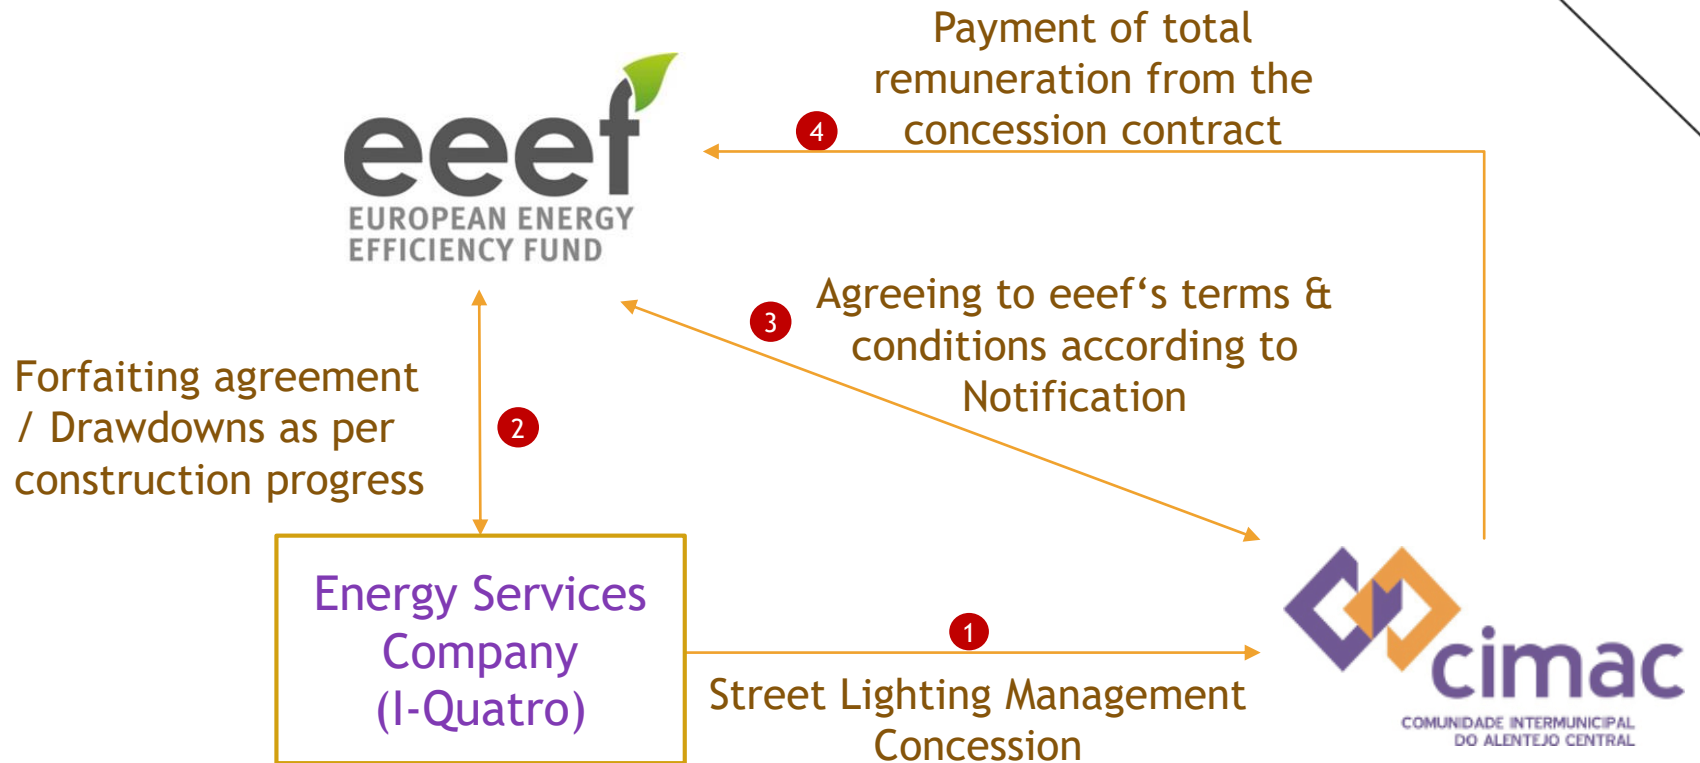 Payment of total
remuneration from the
concession contract
4
eeef
EUROPEAN ENERGY
EFFICIENCY FUND
3
Agreeing to eeef‘s terms &
conditions according to
Notification
Forfaiting agreement
/ Drawdowns as per
construction progress
2
Energy Services
Company
(I-Quatro)
1
Street Lighting Management
Concession
cimac
COMUNIDADE INTERMUNICIPAL
DO ALENTEJO CENTRAL